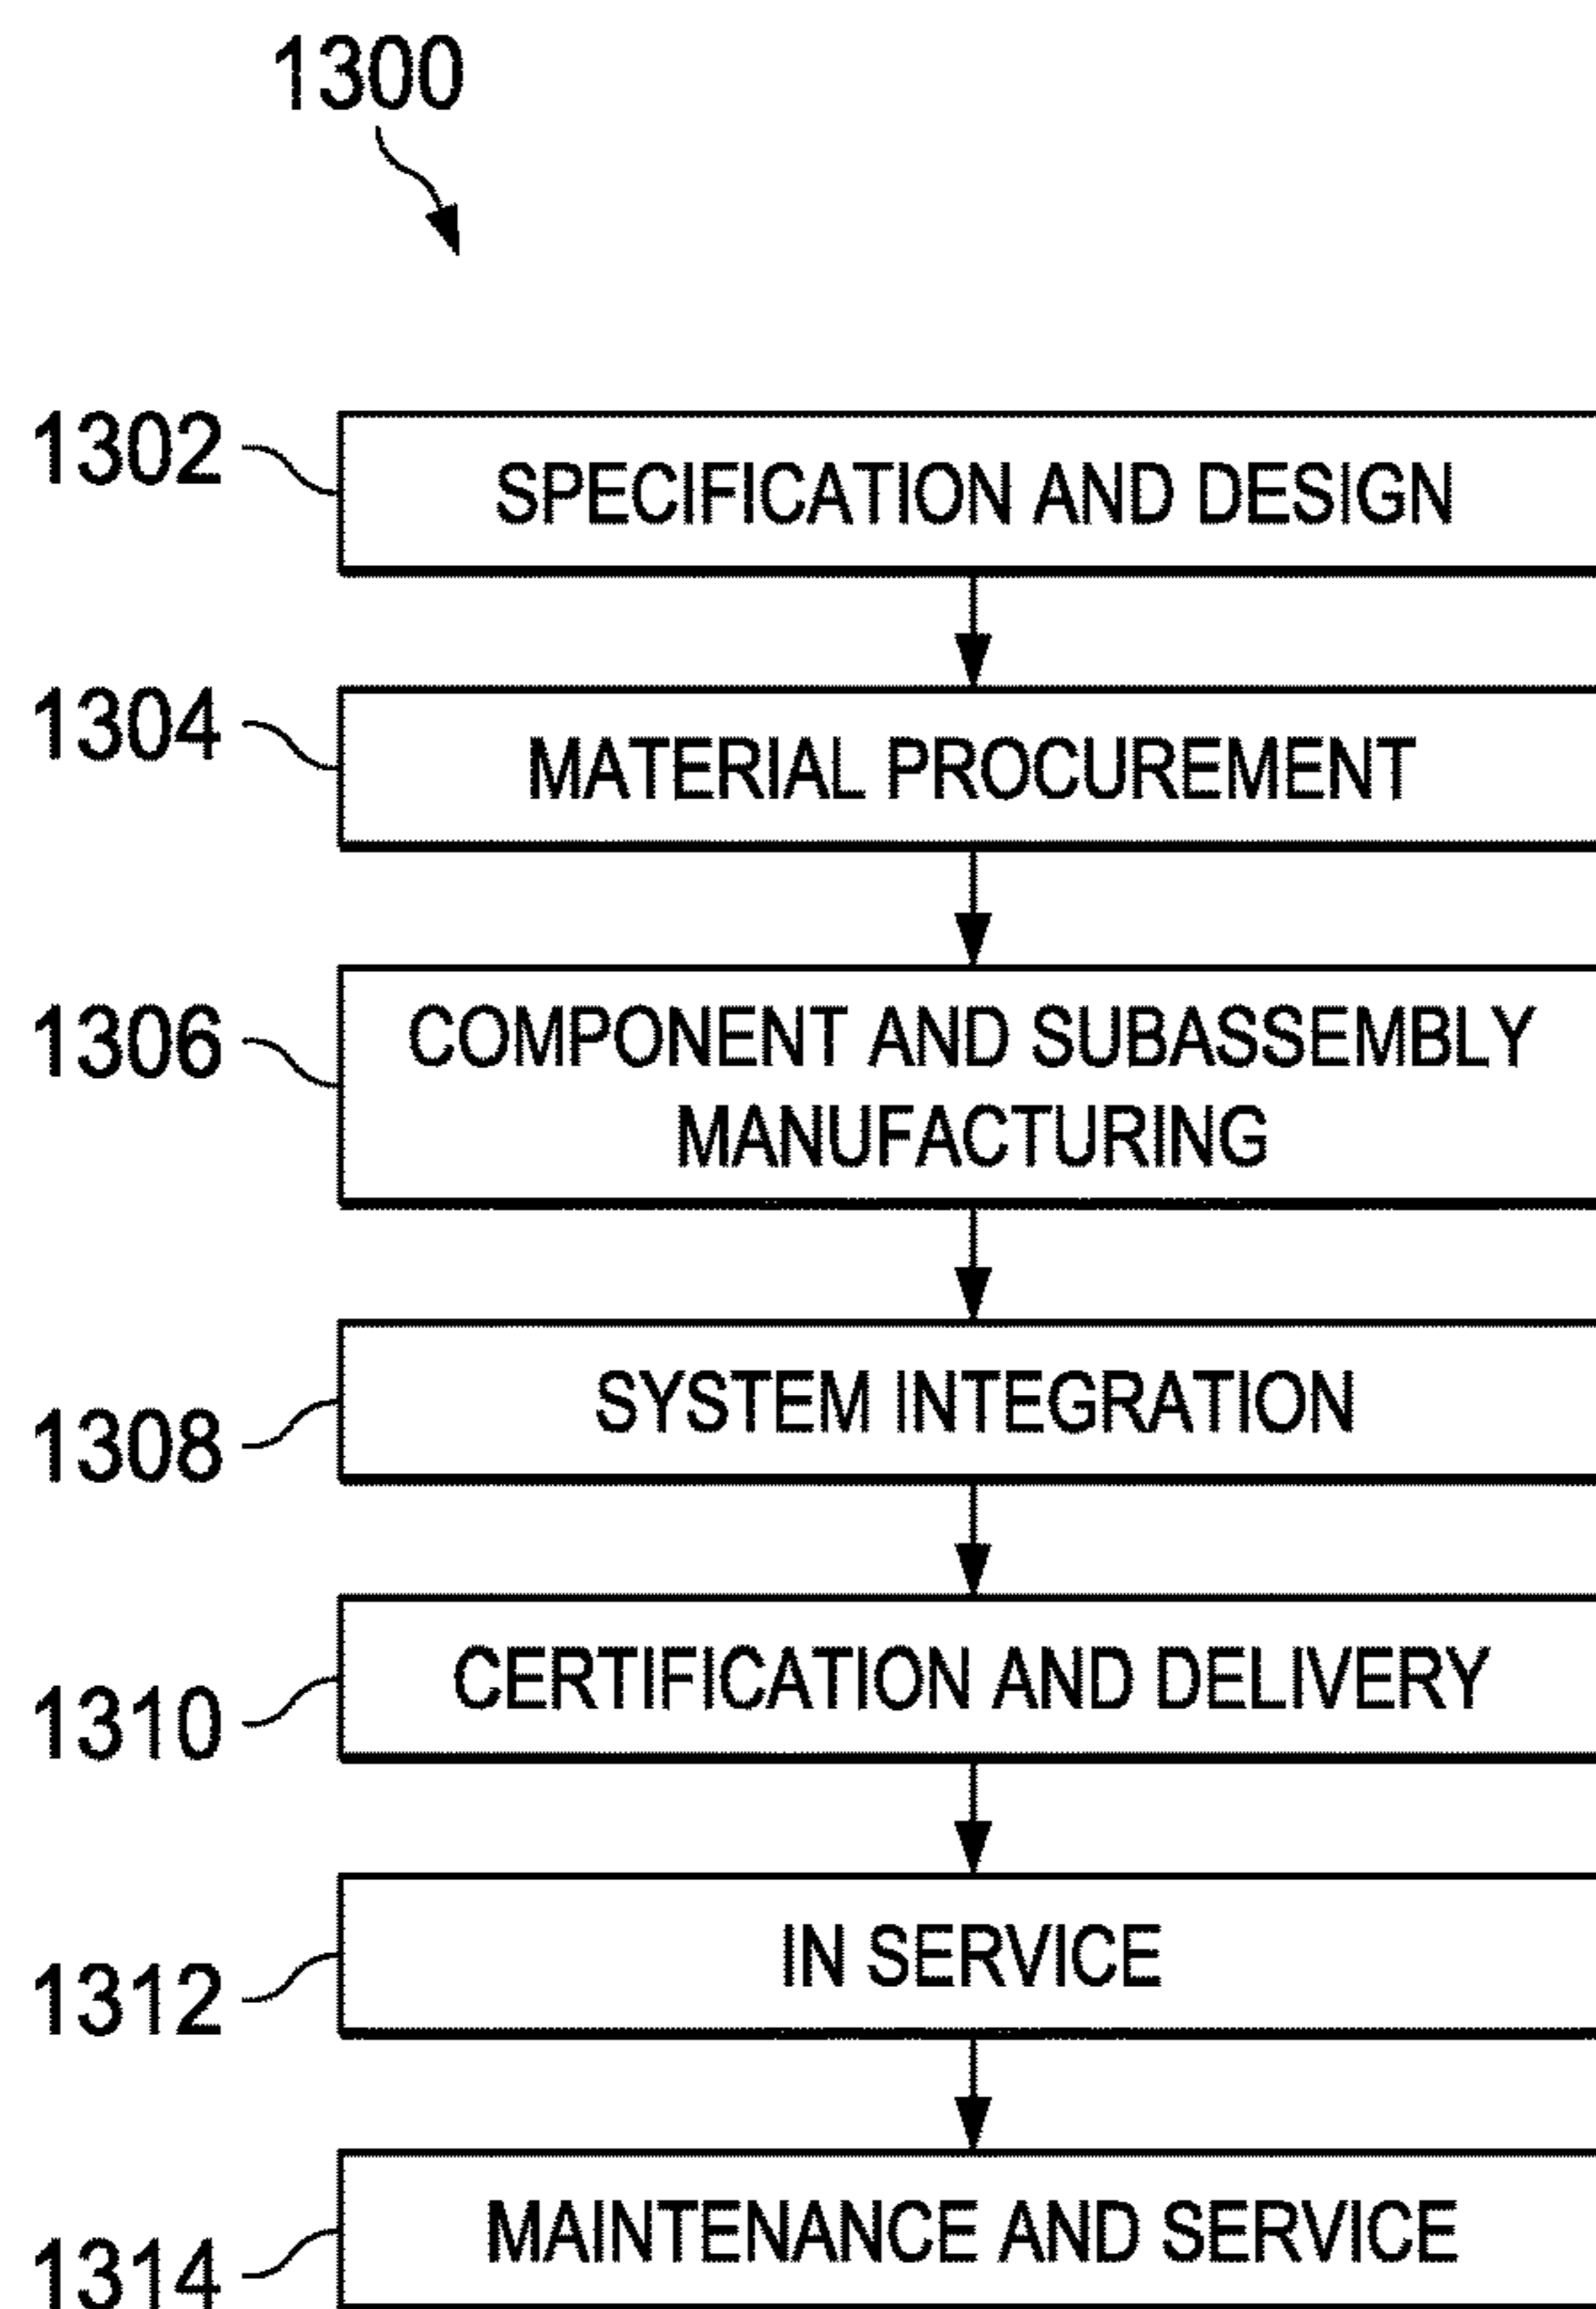 1300
1302 SPECIFICATION AND DESIGN
1304 MATERIAL PROCUREMENT
1306 COMPONENT AND SUBASSEMBLY
MANUFACTURING
1308 SYSTEM INTEGRATION
1310 CERTIFICATION AND DELIVERY
1312 IN SERVICE
1314 MAINTENANCE AND SERVICE